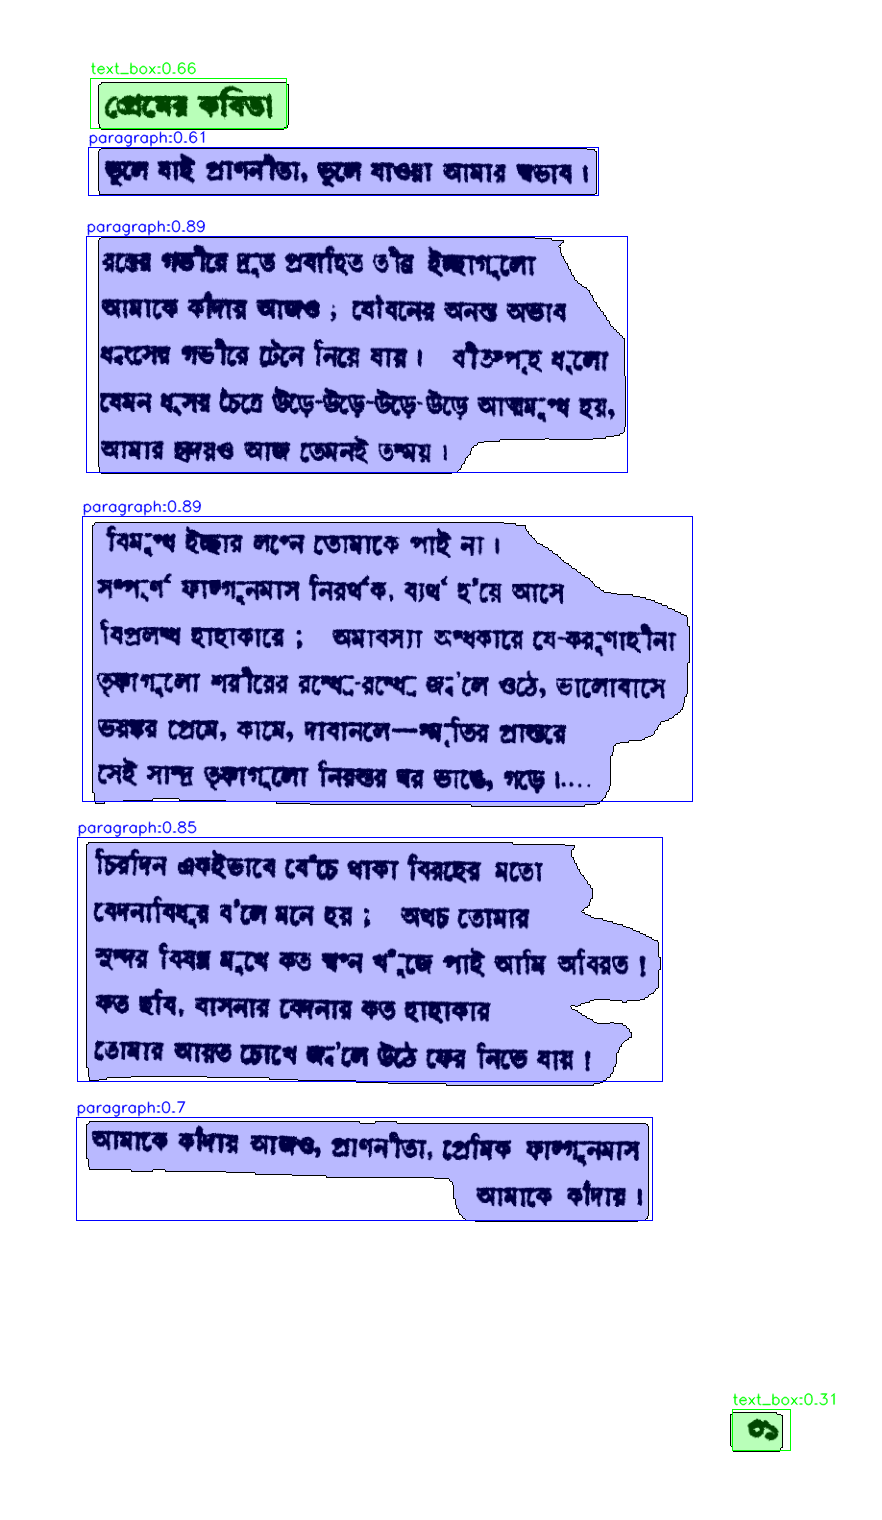 text_box:0.66
প্রেমের কবিতা
paragraph:0.61
ভুলে যাই প্রাণনীতা, ভুলে যাওয়া আমার স্বভাব।
paragraph:0.89
রক্তের গভীরে দ্রুত প্রবাহিত তীব্র ইচ্ছাগুলো
আমাকে কাঁদায় আজও ; যৌবনের অনন্ত অভাব
ধ্বংসের গভীরে টেনে নিয়ে যায়। বীতস্পৃহ ধুলো
যেমন ধূসর চৈত্রে উড়ে-উড়ে-উড়ে-উড়ে আত্মমুগ্ধ হয়,
আমার হৃদয়ও আজ তেমনই তন্ময়।
paragraph:0.89
বিমুগ্ধ ইচ্ছার লগ্নে তোমাকে পাই না।
সম্পূর্ণ ফাল্গুনমাস নিরর্থক, ব্যর্থ হ'য়ে আসে
বিপ্রলব্ধ হাহাকারে ; অমাবস্যা অন্ধকারে যে-করুণাহীনা
তৃষ্ণাগুলো শরীরের রন্ধ্রে-রন্ধ্রে জ্ব'লে ওঠে, ভালোবাসে
ভয়ঙ্কর প্রেমে, কামে, দাবানলে—স্মৃতির প্রান্তরে
সেই সান্দ্র তৃষ্ণাগুলো নিরন্তর ঘর ভাঙে, গড়ে।....
paragraph:0.85
চিরদিন একইভাবে বেঁচে থাকা বিরহের মতো
বেদনাবিধুর ব'লে মনে হয় ; অথচ তোমার
সুন্দর বিষণ্ণ মুখে কত স্বপ্ন খুঁজে পাই আমি অবিরত !
কত ছবি, বাসনার বেদনার কত হাহাকার
তোমার আয়ত চোখে জ্ব'লে উঠে ফের নিভে যায় !
paragraph:0.7
আমাকে কাঁদায় আজও, প্রাণনীতা, প্রেমিক ফাল্গুনমাস
আমাকে কাঁদায়।
text_box:0.31
৩১